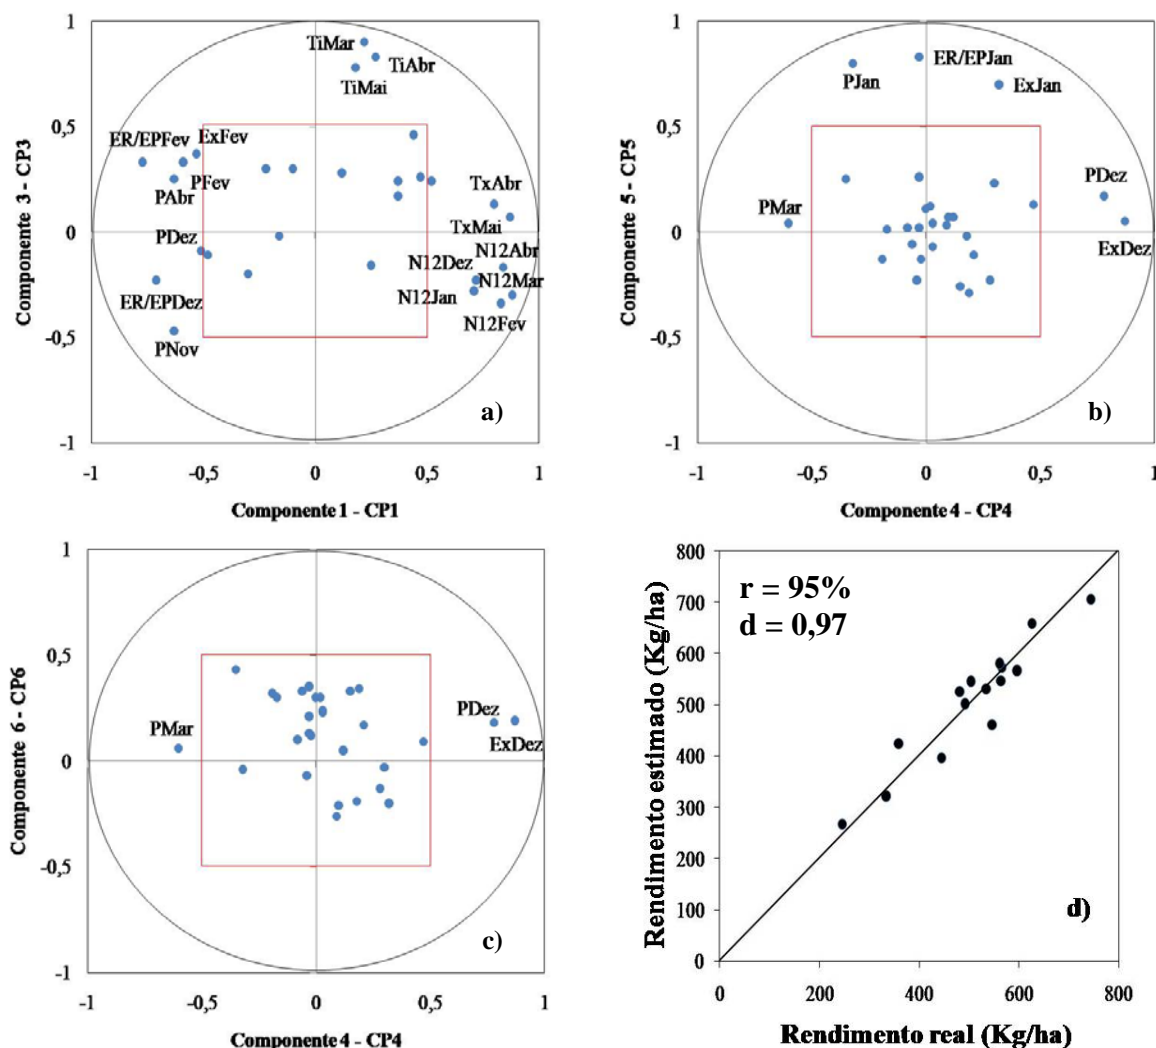 1
TiMar
TiAbr
TiMai
0,5
ER/EPFev
ExFev
PFev
PAbr
TxAbr
TxMai
PDez
0
N12Abr
N12Dez
N12Mar
N12Jan
N12Fev
ER/EPDez
PNov
-0,5
a)
-1
-1 -0,5 0 0,5 1
Componente 3 - CP3
Componente 1 - CP1
1
ER/EPJan
PJan
ExJan
0,5
PDez
PMar
0
ExDez
-0,5
b)
-1
-1 -0,5 0 0,5 1
Componente 5 - CP5
Componente 4 - CP4
1
0,5
PDez
PMar
ExDez
0
-0,5
c)
-1
-1 -0,5 0 0,5 1
Componente 6 - CP6
Componente 4 - CP4
800
r = 95%
700
d = 0,97
600
500
400
300
200
100
d)
0
0 200 400 600 800
Rendimento estimado (Kg/ha)
Rendimento real (Kg/ha)